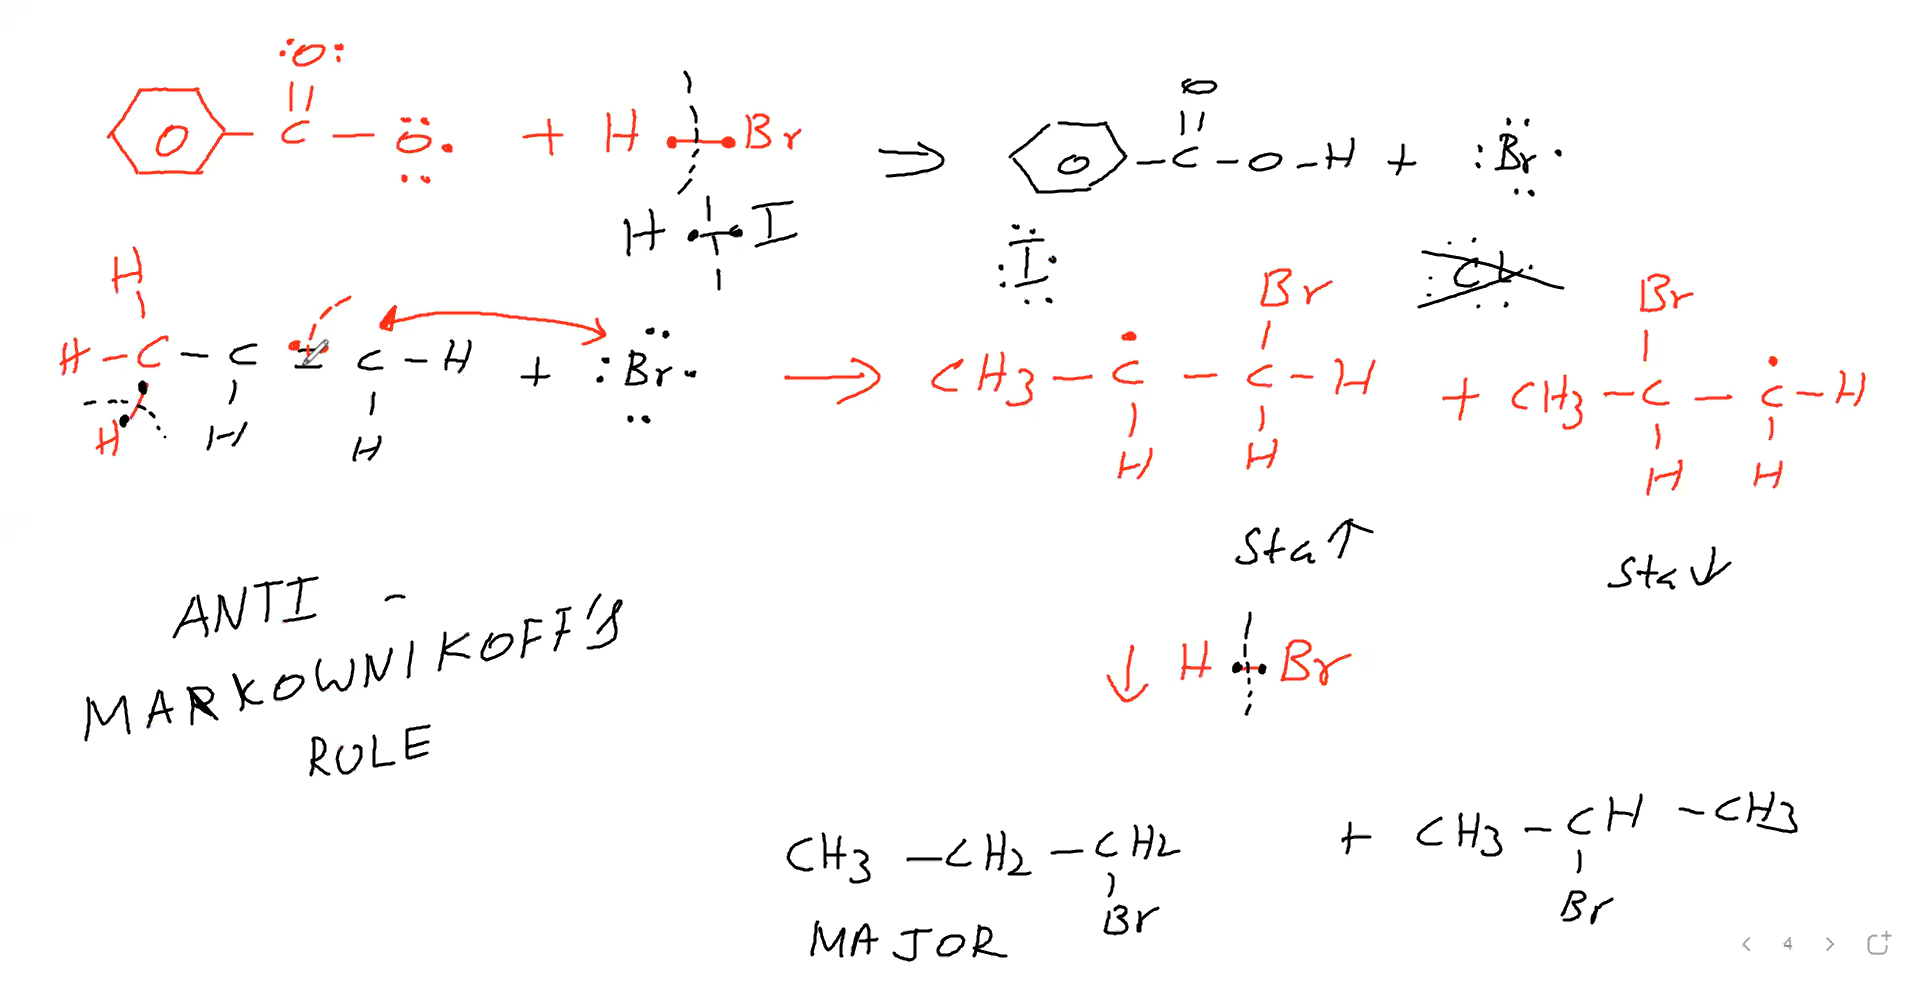 :O:
||
C — Ö. + H — Br ⇒ C — O — H + :Br·
O
||
O
O
H — I
:I·
Cl
H
H — C — C = C — H + :Br· → CH3 — C — C — H + CH3 — C — C — H
H H H
Br
H H
Br
H H
Sta ↑
Sta ↓
↓ H — Br
ANTI -
MARKOWNIKOFF'S
RULE
CH3 — CH2 — CH2 + CH3 — CH — CH3
Br
Br
MAJOR
< 4 >